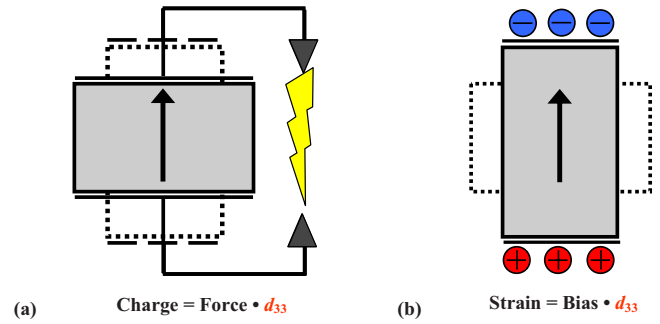 (a) Charge = Force • d₃₃
(b) Strain = Bias • d₃₃